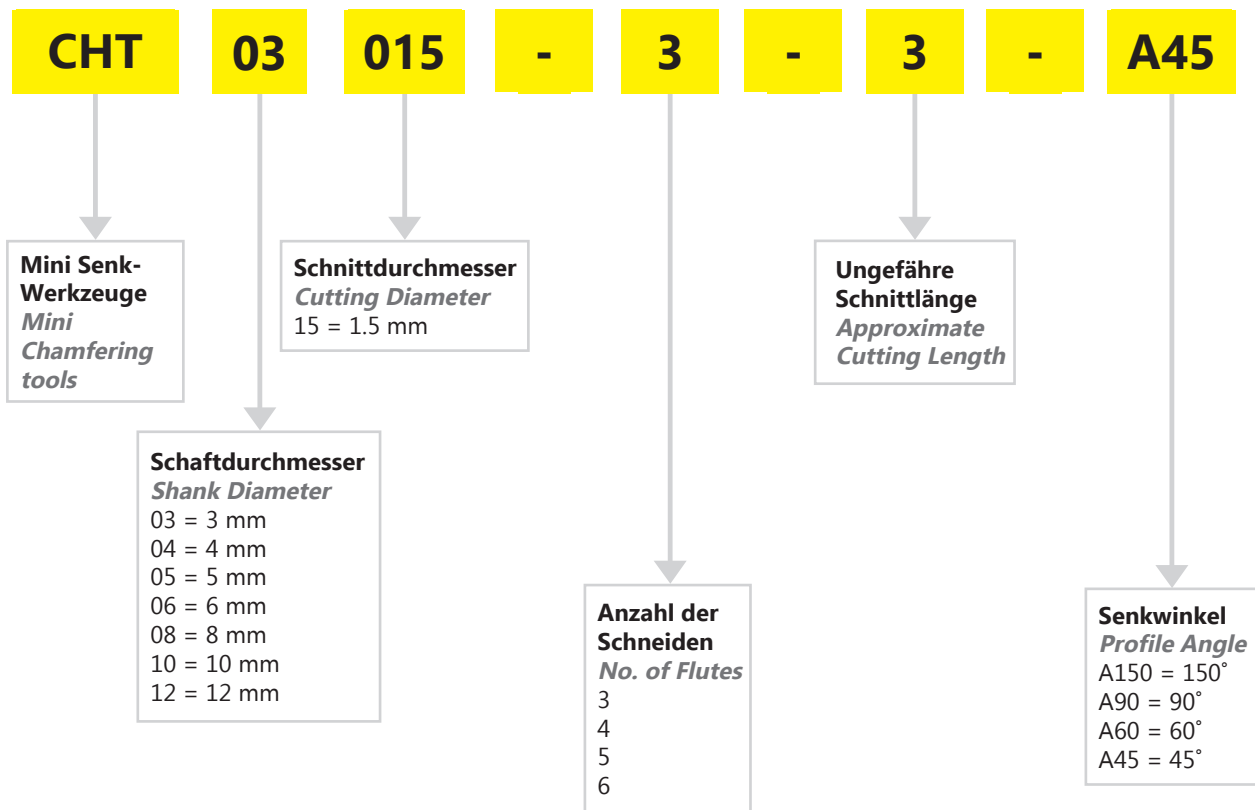 CHT 03 015 - 3 - 3 - A45
Mini Senk-
Werkzeuge
Mini
Chamfering
tools
Schaftdurchmesser
Shank Diameter
03 = 3 mm
04 = 4 mm
05 = 5 mm
06 = 6 mm
08 = 8 mm
10 = 10 mm
12 = 12 mm
Schnittdurchmesser
Cutting Diameter
15 = 1.5 mm
Anzahl der
Schneiden
No. of Flutes
3
4
5
6
Ungefähre
Schnittlänge
Approximate
Cutting Length
Senkwinkel
Profile Angle
A150 = 150°
A90 = 90°
A60 = 60°
A45 = 45°